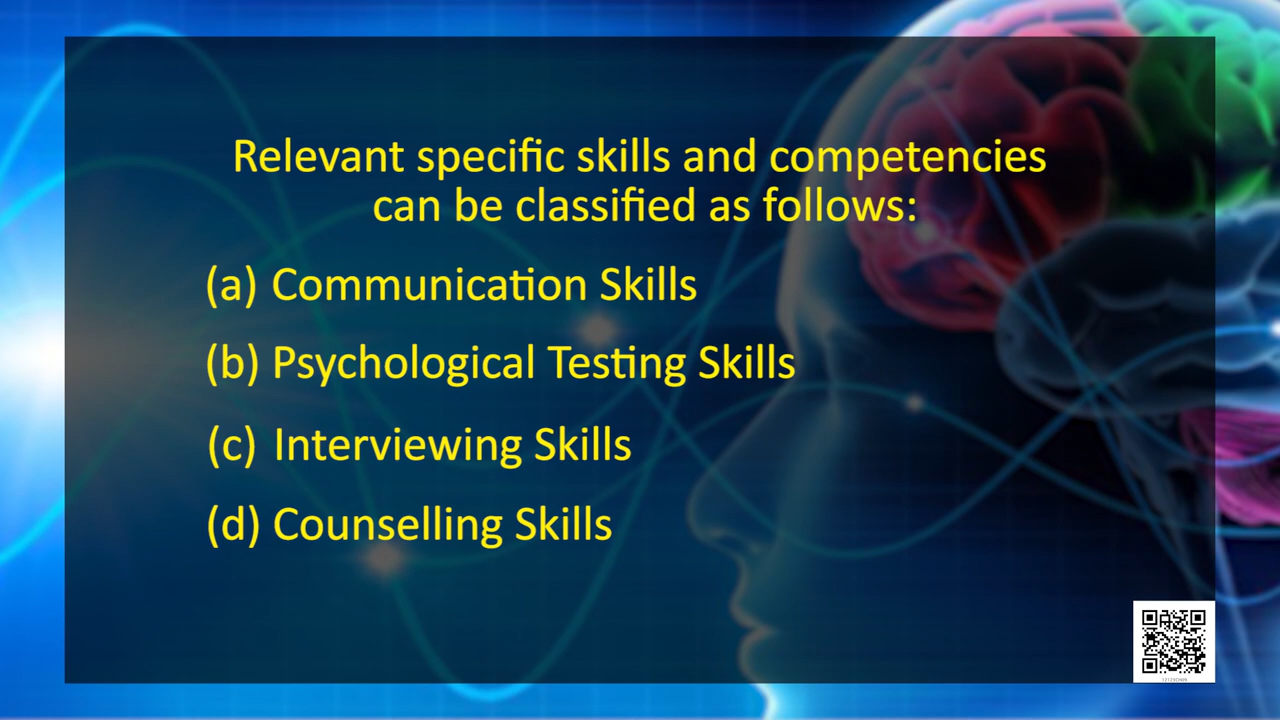 Relevant specific skills and competencies
can be classified as follows:
(a) Communication Skills
(b) Psychological Testing Skills
(c) Interviewing Skills
(d) Counselling Skills